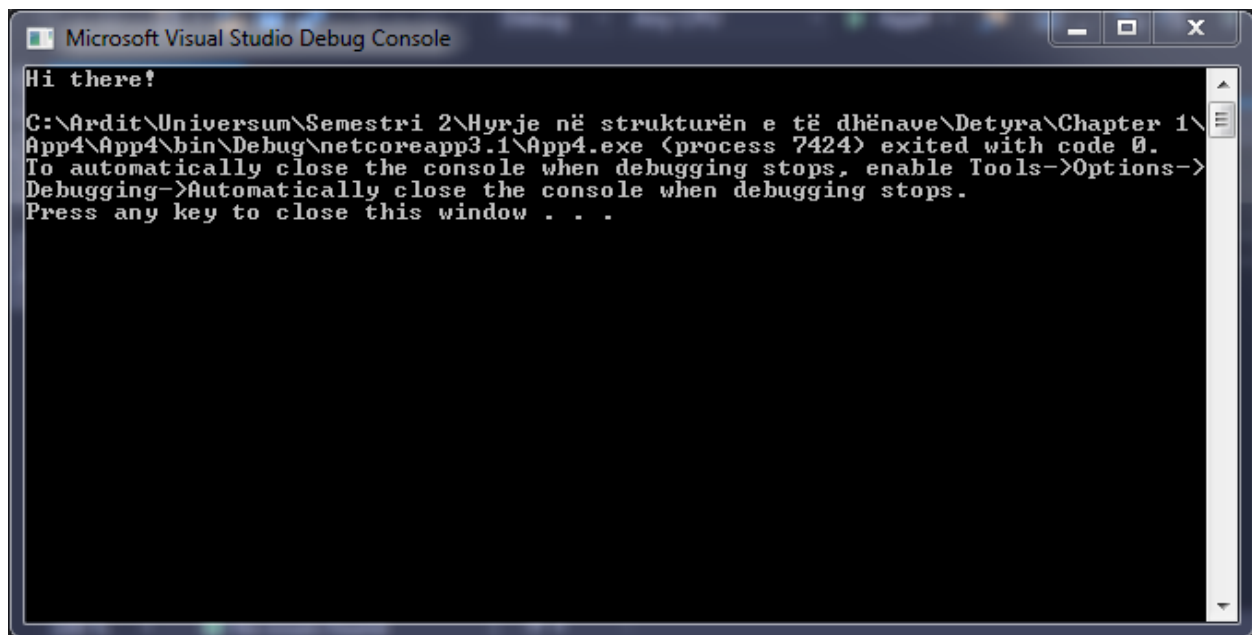 Microsoft Visual Studio Debug Console
Hi there!
C:\Ardit\Universum\Semestri 2\Hyrje në strukturën e të dhënave\Detyra\Chapter 1\
App4\App4\bin\Debug\netcoreapp3.1\App4.exe (process 7424) exited with code 0.
To automatically close the console when debugging stops, enable Tools->Options->
Debugging->Automatically close the console when debugging stops.
Press any key to close this window . . .